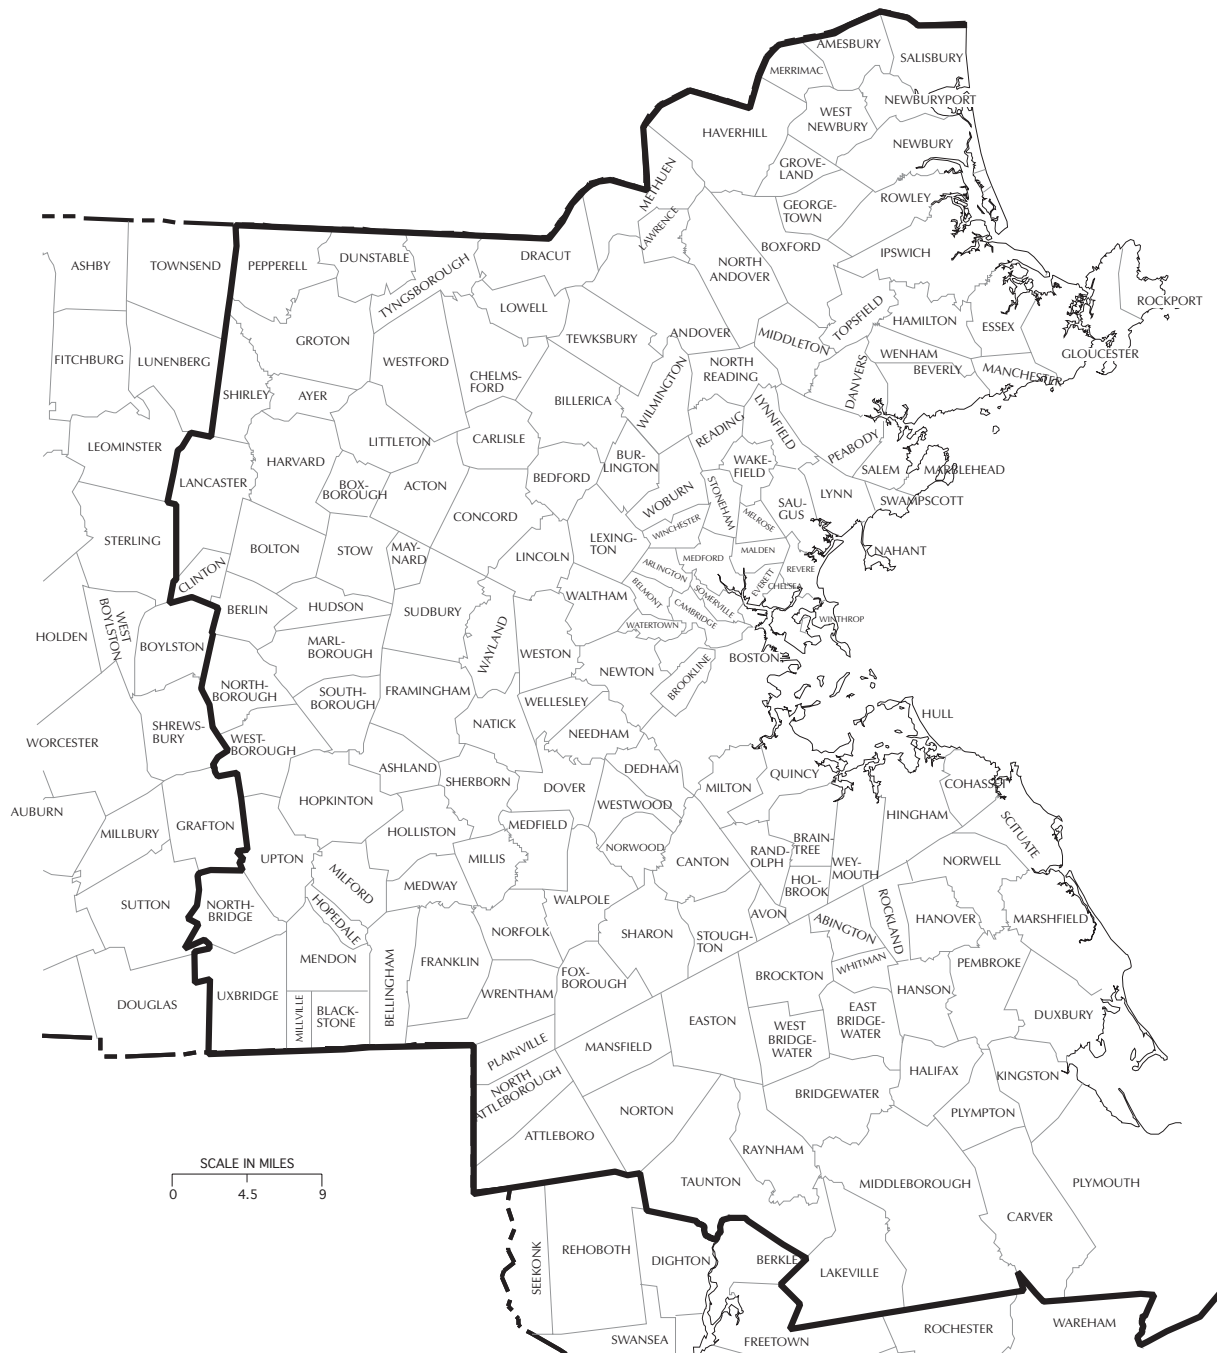 AMESBURY
SALISBURY
MERRIMAC
NEWBURYPORT
WEST
NEWBURY
HAVERHILL
NEWBURY
GROVE-
LAND
METHUEN
ROWLEY
GEORGE-
TOWN
LAWRENCE
BOXFORD
IPSWICH
ASHBY
TOWNSEND
PEPPERELL
DUNSTABLE
TYNGSBOROUGH
DRACUT
NORTH
ANDOVER
ROCKPORT
LOWELL
TOPSFIELD
HAMILTON
ESSEX
GROTON
TEWKSBURY
ANDOVER
MIDDLETON
GLOUCESTER
FITCHBURG
LUNENBERG
WESTFORD
NORTH
READING
WENHAM
BEVERLY
MANCHESTER
CHELMS-
FORD
DANVERS
SHIRLEY
AYER
BILLERICA
WILMINGTON
LYNNFIELD
READING
LEOMINSTER
LITTLETON
CARLISLE
PEABODY
HARVARD
BUR-
LINGTON
WAKE-
FIELD
SALEM
MARBLEHEAD
LANCASTER
BOX-
BOROUGH
ACTON
BEDFORD
WOBURN
STONEHAM
SAU-
GUS
LYNN
SWAMPSCOTT
CONCORD
WINCHESTER
MELROSE
STERLING
BOLTON
STOW
MAY-
NARD
LINCOLN
LEXING-
TON
MEDFORD
MALDEN
NAHANT
CLINTON
ARLINGTON
EVERETT
REVERE
CHELSEA
BERLIN
HUDSON
SUDBURY
WALTHAM
BELMONT
SOMERVILLE
CAMBRIDGE
WINTHROP
HOLDEN
WEST
BOYLSTON
BOYLSTON
MARL-
BOROUGH
WAYLAND
WESTON
WATERTOWN
BOSTON
NEWTON
BROOKLINE
NORTH-
BOROUGH
SOUTH-
BOROUGH
FRAMINGHAM
WELLESLEY
HULL
SHREWS-
BURY
WEST-
BOROUGH
NATICK
NEEDHAM
WORCESTER
ASHLAND
SHERBORN
DOVER
DEDHAM
MILTON
QUINCY
COHASSET
HOPKINTON
WESTWOOD
AUBURN
MILLBURY
GRAFTON
HOLLISTON
MEDFIELD
NORWOOD
HINGHAM
SCITUATE
UPTON
MILLIS
CANTON
RAND-
OLPH
BRAIN-
TREE
WEY-
MOUTH
NORWELL
MILFORD
MEDWAY
HOL-
BROOK
SUTTON
NORTH-
BRIDGE
HOPEDALE
WALPOLE
AVON
ROCKLAND
HANOVER
MARSHFIELD
NORFOLK
SHARON
STOUGH-
TON
ABINGTON
MENDON
BELLINGHAM
FRANKLIN
FOX-
BOROUGH
BROCKTON
WHITMAN
PEMBROKE
DOUGLAS
UXBRIDGE
MILLVILLE
BLACK-
STONE
WRENTHAM
HANSON
EASTON
WEST
BRIDGE-
WATER
EAST
BRIDGE-
WATER
DUXBURY
PLAINVILLE
MANSFIELD
HALIFAX
KINGSTON
NORTH
ATTLEBOROUGH
NORTON
BRIDGEWATER
PLYMPTON
ATTLEBORO
RAYNHAM
SCALE IN MILES
0 4.5 9
TAUNTON
MIDDLEBOROUGH
PLYMOUTH
CARVER
SEEKONK
REHOBOTH
DIGHTON
BERKLE
LAKEVILLE
SWANSEA
FREETOWN
ROCHESTER
WAREHAM